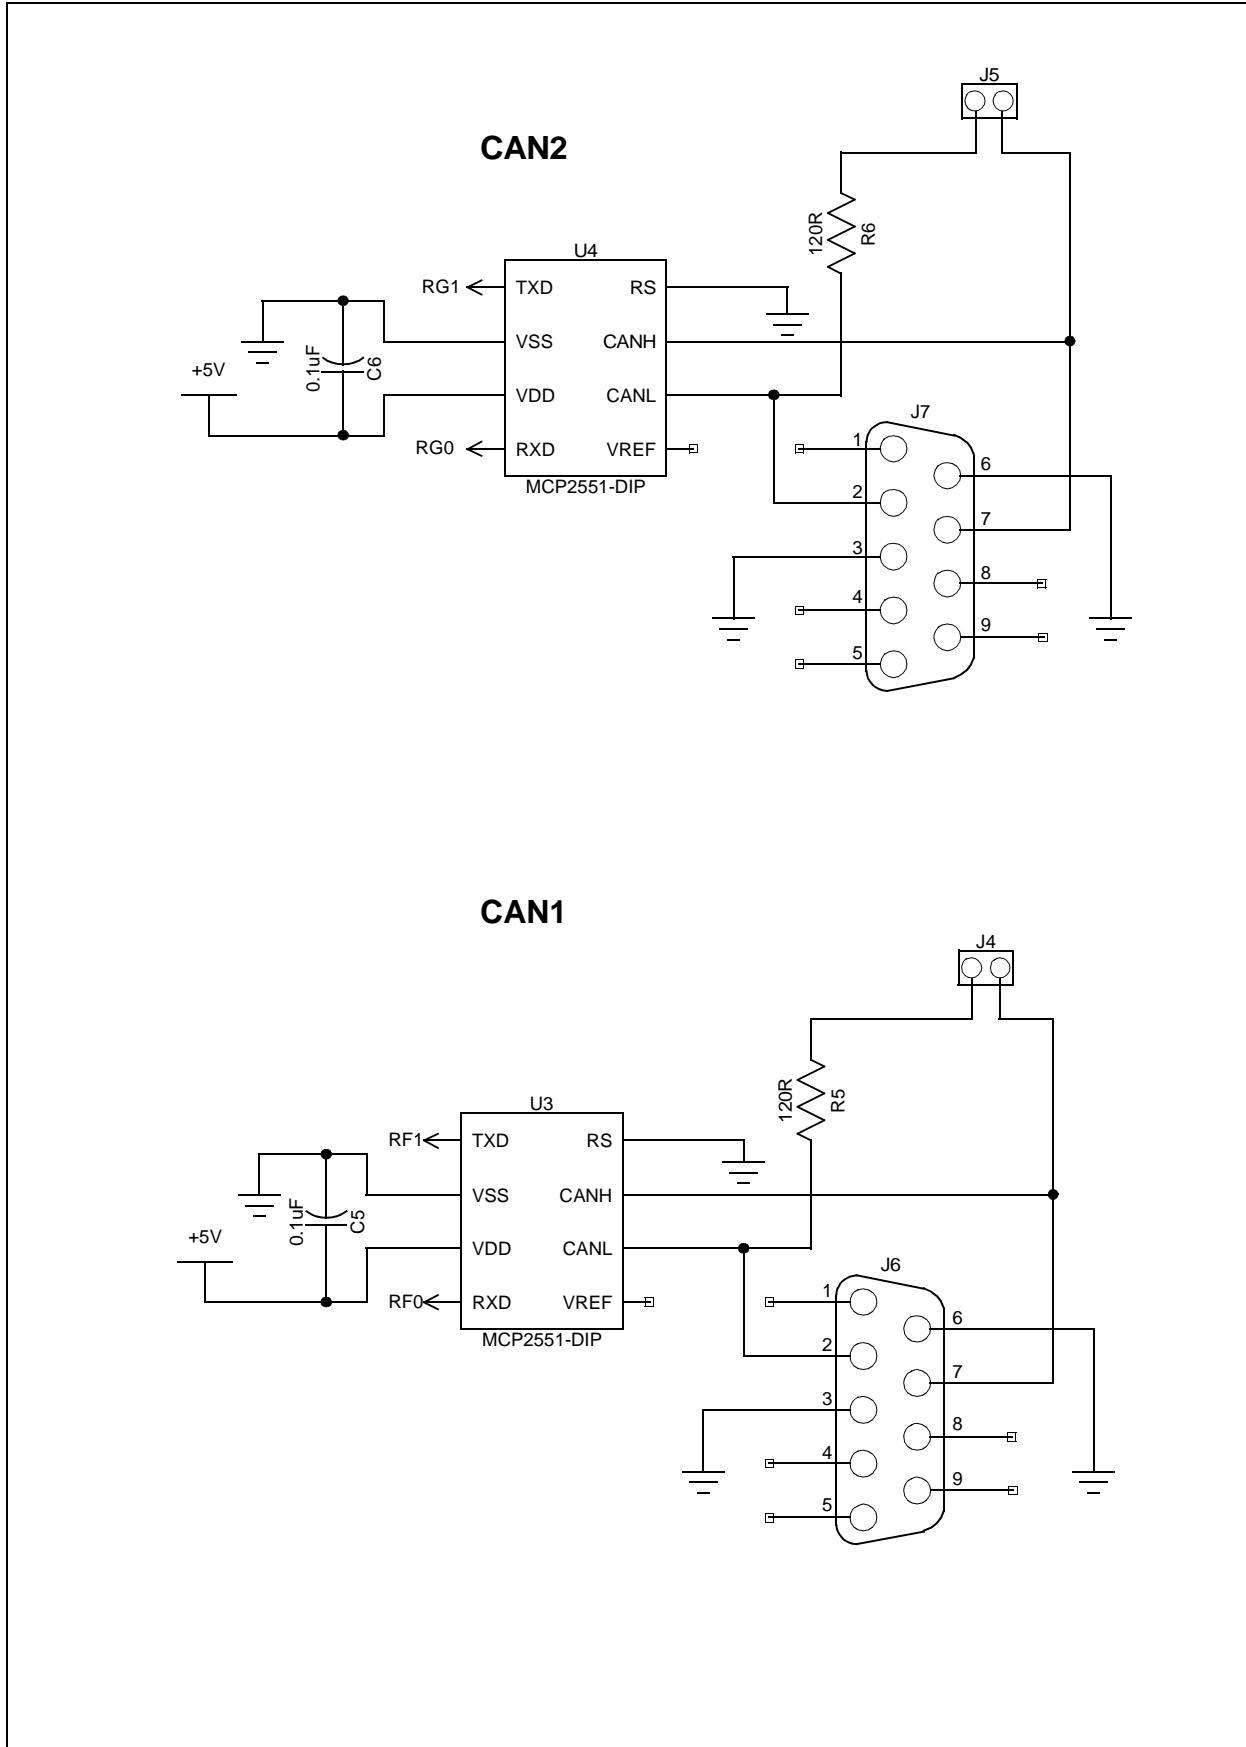 J5
CAN2
120R
R6
U4
RG1
TXD
RS
VSS
CANH
0.1uF
C6
+5V
VDD
CANL
J7
RG0
RXD
VREF
1
6
MCP2551-DIP
2
7
3
8
4
9
5
CAN1
J4
120R
R5
U3
RF1
TXD
RS
VSS
CANH
0.1uF
C5
+5V
VDD
CANL
J6
RF0
RXD
VREF
1
6
MCP2551-DIP
2
7
3
8
4
9
5